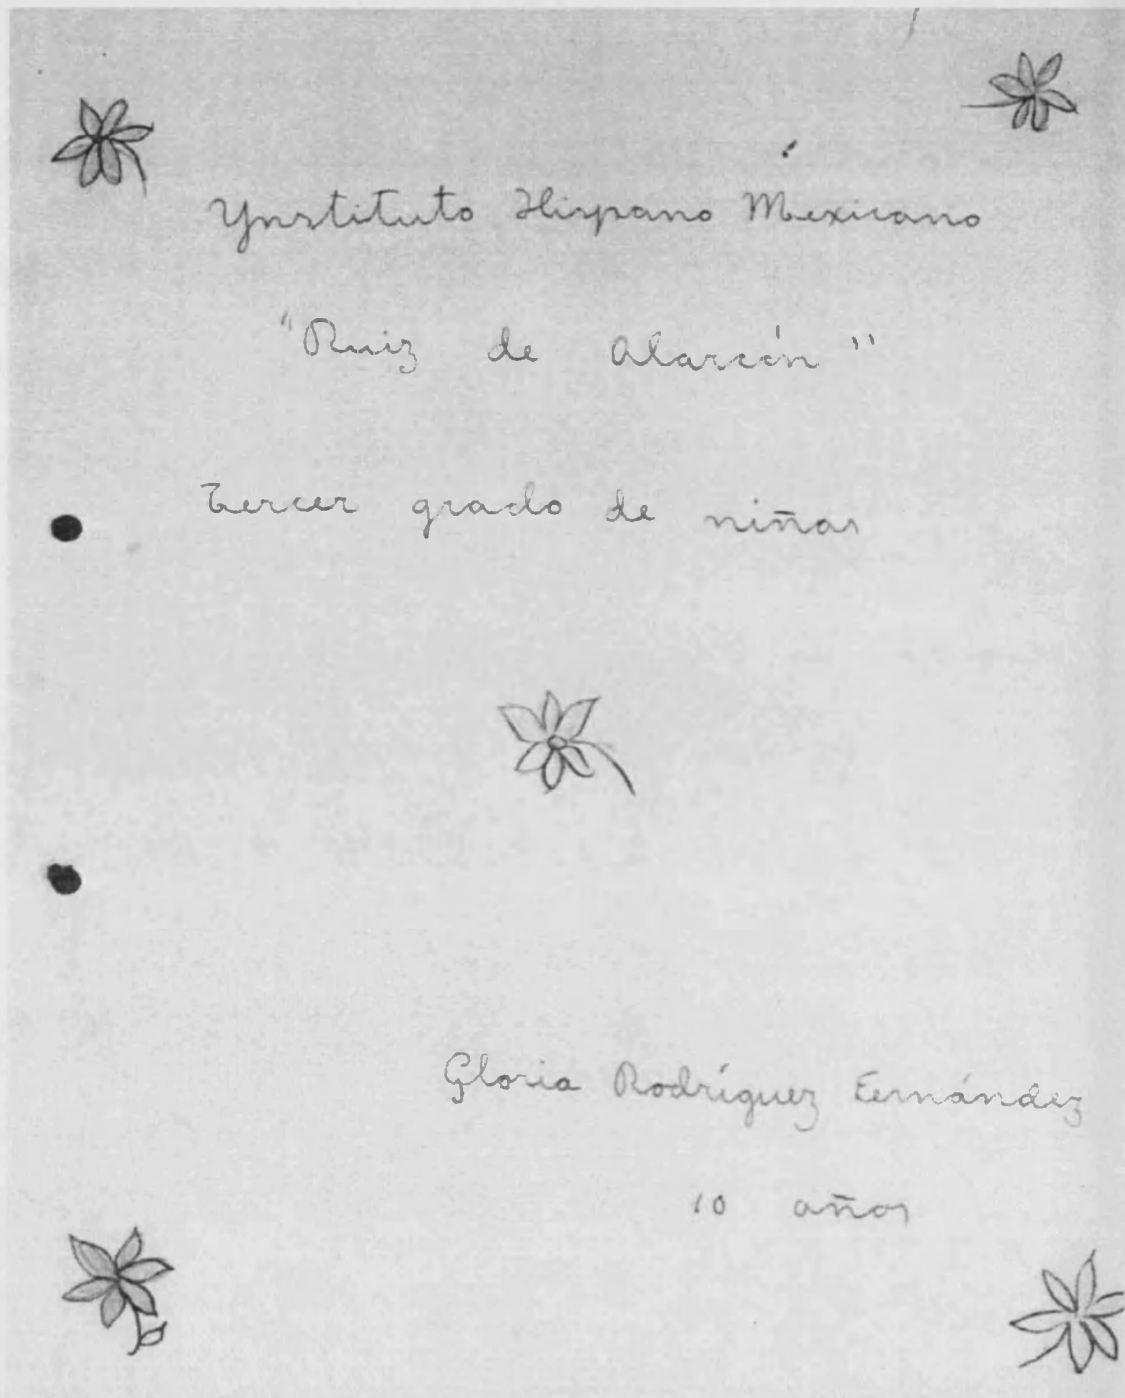 Ynstituto Hispano Mexicano
"Ruiz de Alarcón"
Tercer grado de niñas
Gloria Rodríguez Fernández
10 años